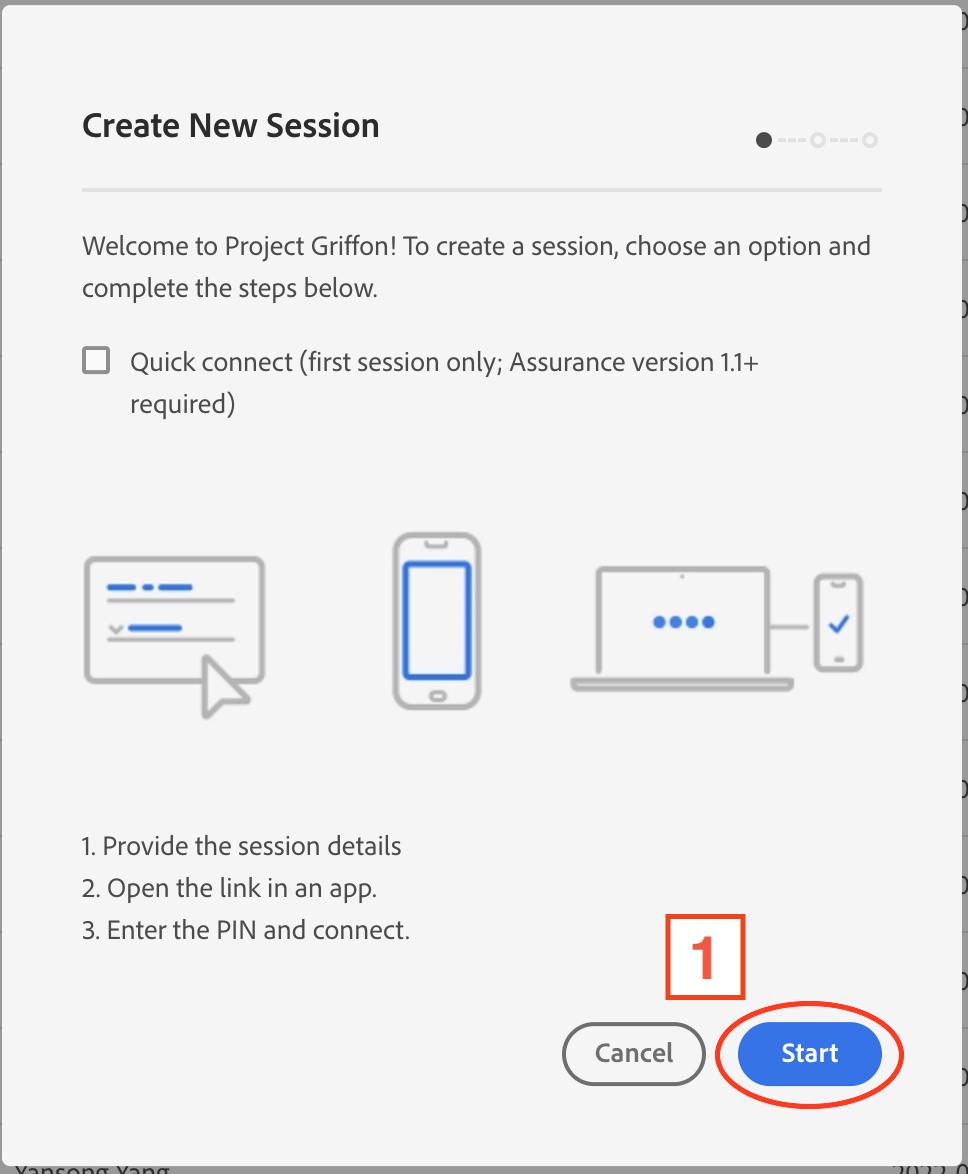 Create New Session
Welcome to Project Griffon! To create a session, choose an option and
complete the steps below.
Quick connect (first session only; Assurance version 1.1+
required)
1. Provide the session details
2. Open the link in an app.
3. Enter the PIN and connect.
1
Cancel
Start
Yansong Yang